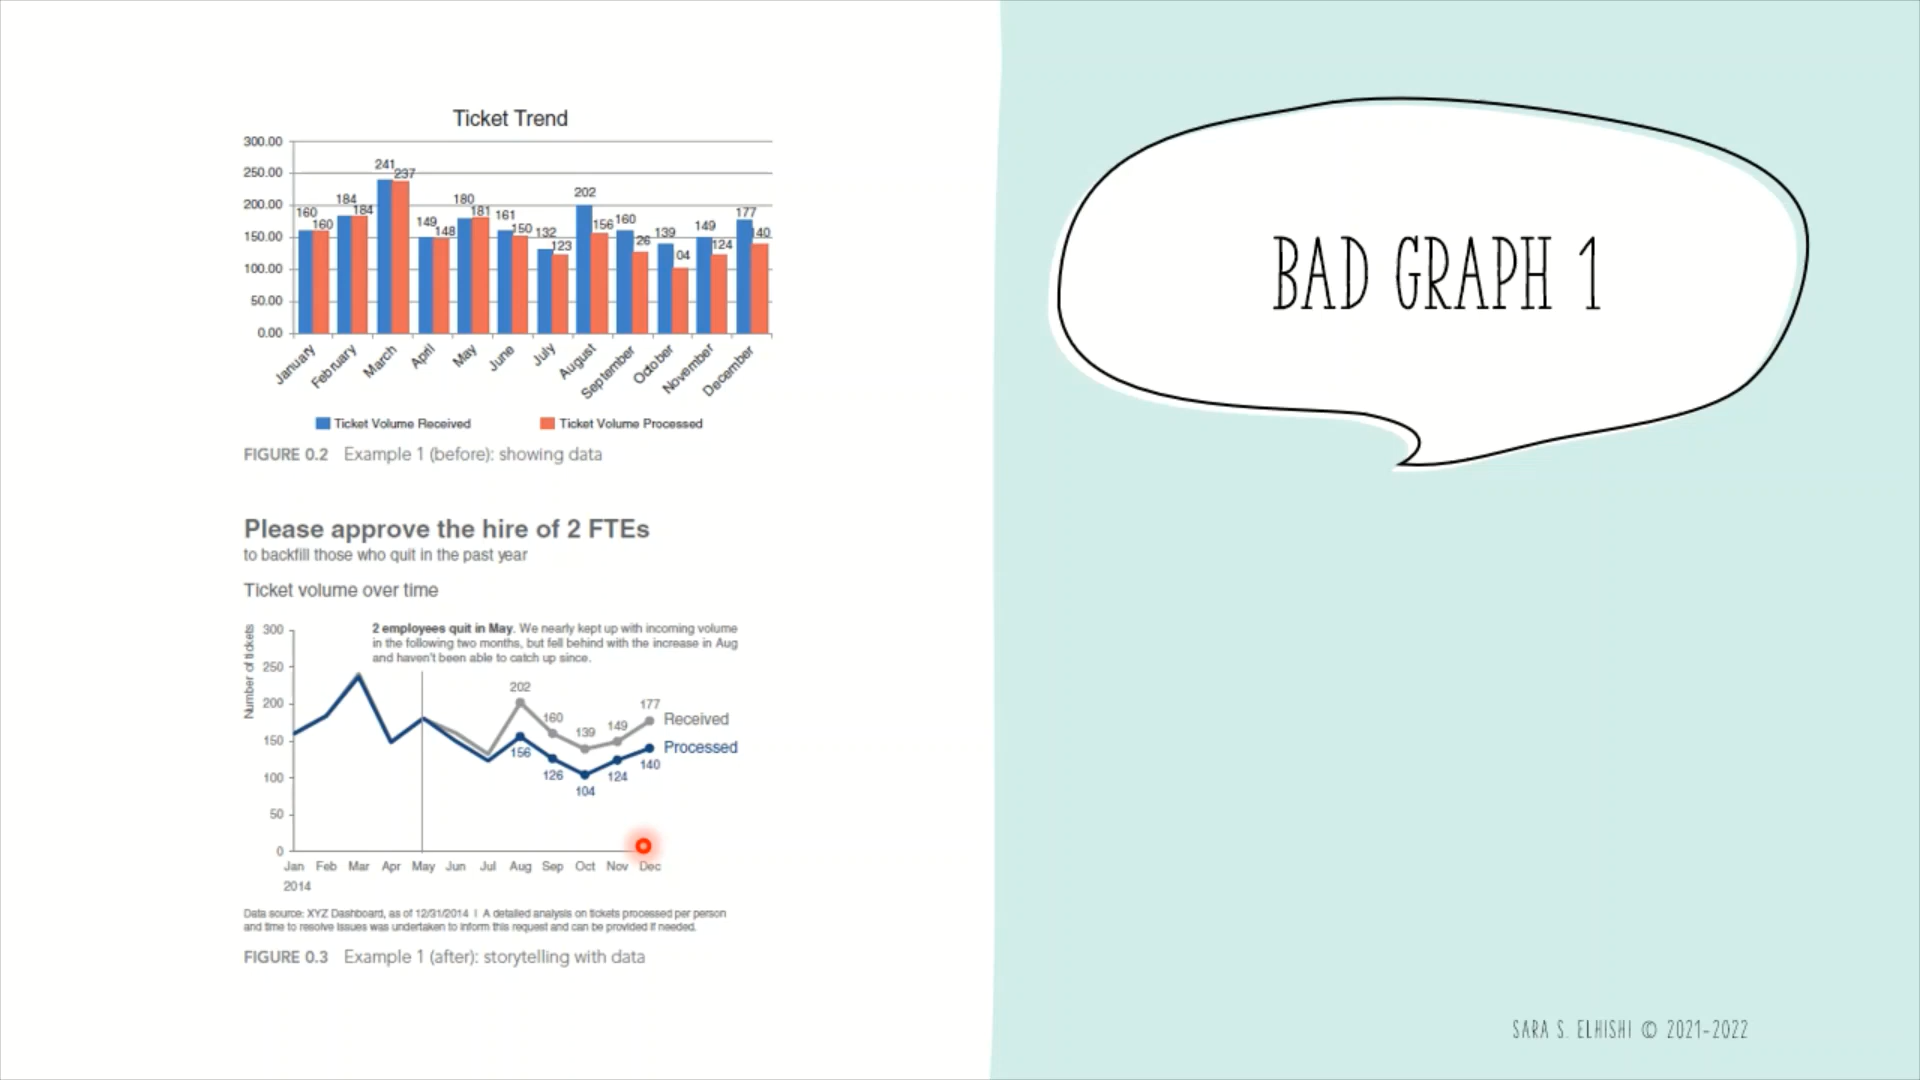 Ticket Trend
300.00
250.00
200.00
150.00
100.00
50.00
0.00
160 160 184 184 241 237 149 148 180 181 161 150 132 123 202 156 160 26 139 04 149 124 177 140
January February March April May June July August September October November December
Ticket Volume Received Ticket Volume Processed
FIGURE 0.2 Example 1 (before): showing data
Please approve the hire of 2 FTEs
to backfill those who quit in the past year
Ticket volume over time
Number of tickets
2 employees quit in May. We nearly kept up with incoming volume
in the following two months, but fell behind with the increase in Aug
and haven't been able to catch up since.
300
250
200
150
100
50
0
202 160 139 149 177 Received
156 126 104 124 140 Processed
Jan Feb Mar Apr May Jun Jul Aug Sep Oct Nov Dec
2014
Data source: XYZ Dashboard, as of 12/31/2014 | A detailed analysis on tickets processed per person
and time to resolve issues was undertaken to inform this request and can be provided if needed.
FIGURE 0.3 Example 1 (after): storytelling with data
BAD GRAPH 1
SARA S. ELHISHI © 2021-2022